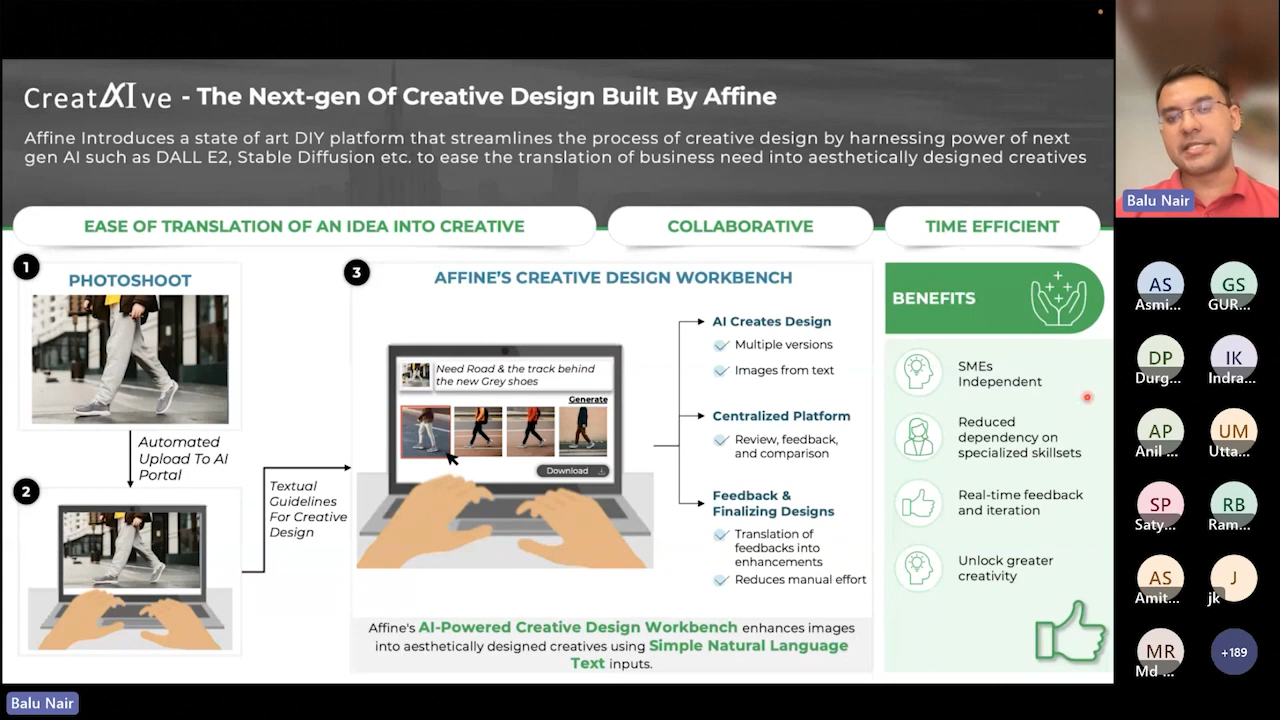 CreatAIve - The Next-gen Of Creative Design Built By Affine
Affine Introduces a state of art DIY platform that streamlines the process of creative design by harnessing power of next
gen AI such as DALL E2, Stable Diffusion etc. to ease the translation of business need into aesthetically designed creatives
EASE OF TRANSLATION OF AN IDEA INTO CREATIVE
COLLABORATIVE
TIME EFFICIENT
1
PHOTOSHOOT
Automated
Upload To AI
Portal
2
Textual
Guidelines
For Creative
Design
3
AFFINE'S CREATIVE DESIGN WORKBENCH
Need Road & the track behind
the new Grey shoes
Generate
Download
AI Creates Design
Multiple versions
Images from text
Centralized Platform
Review, feedback,
and comparison
Feedback &
Finalizing Designs
Translation of
feedbacks into
enhancements
Reduces manual effort
Affine's AI-Powered Creative Design Workbench enhances images
into aesthetically designed creatives using Simple Natural Language
Text inputs.
BENEFITS
SMEs
Independent
Reduced
dependency on
specialized skillsets
Real-time feedback
and iteration
Unlock greater
creativity
Balu Nair
AS
Asmi...
GS
GUR...
DP
Durg...
IK
Indra...
AP
Anil ...
UM
Utta...
SP
Saty...
RB
Ram...
AS
Amit...
J
jk
MR
Md ...
+189
Balu Nair